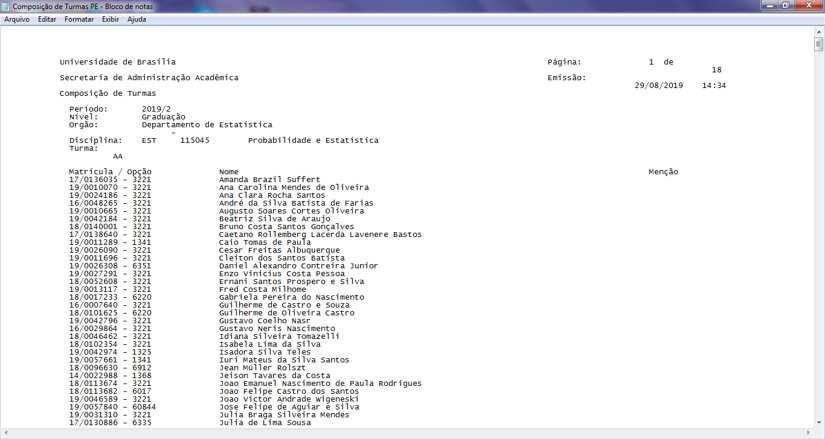 Composição de Turmas PE - Bloco de notas
Arquivo Editar Formatar Exibir Ajuda
Universidade de Brasília Página: 1 de
18
Secretaria de Administração Acadêmica Emissão:
29/08/2019 14:34
Composição de Turmas
Período: 2019/2
Nível: Graduação
Orgão: Departamento de Estatística
-
Disciplina: EST 115045 Probabilidade e Estatistica
Turma:
AA
Matrícula / Opção Nome Menção
17/0136035 - 3221 Amanda Brazil Suffert
19/0010070 - 3221 Ana Carolina Mendes de Oliveira
19/0024186 - 3221 Ana Clara Rocha Santos
16/0048265 - 3221 André da Silva Batista de Farias
19/0010665 - 3221 Augusto Soares Cortes Oliveira
19/0042184 - 3221 Beatriz Silva de Araujo
18/0140001 - 3221 Bruno Costa Santos Gonçalves
17/0138640 - 3221 Caetano Rollemberg Lacerda Lavenere Bastos
19/0011289 - 1341 Caio Tomas de Paula
19/0026090 - 3221 Cesar Freitas Albuquerque
19/0011696 - 3221 Cleiton dos Santos Batista
19/0026308 - 6351 Daniel Alexandro Contreira Junior
19/0027291 - 3221 Enzo Vinicius Costa Pessoa
18/0052608 - 3221 Ernani Santos Prospero e Silva
19/0013117 - 3221 Fred Costa Milhome
18/0017233 - 6220 Gabriela Pereira do Nascimento
16/0007640 - 3221 Guilherme de Castro e Souza
18/0101625 - 6220 Guilherme de Oliveira Castro
19/0042796 - 3221 Gustavo Coelho Nasr
16/0029864 - 3221 Gustavo Neris Nascimento
18/0046462 - 3221 Idiana Silveira Tomazelli
18/0102354 - 3221 Isabela Lima da Silva
19/0042974 - 1325 Isadora Silva Teles
19/0057661 - 1341 Iuri Mateus da Silva Santos
18/0096630 - 6912 Jean Müller Rolszt
14/0022988 - 1368 Jeison Tavares da Costa
18/0113674 - 3221 Joao Emanuel Nascimento de Paula Rodrigues
18/0113682 - 6017 Joao Felipe Castro dos Santos
19/0046589 - 3221 Joao Victor Andrade Wigeneski
19/0057840 - 60844 Jose Felipe de Aguiar e Silva
19/0031310 - 3221 Julia Braga Silveira Mendes
17/0130886 - 6335 Julia de Lima Sousa